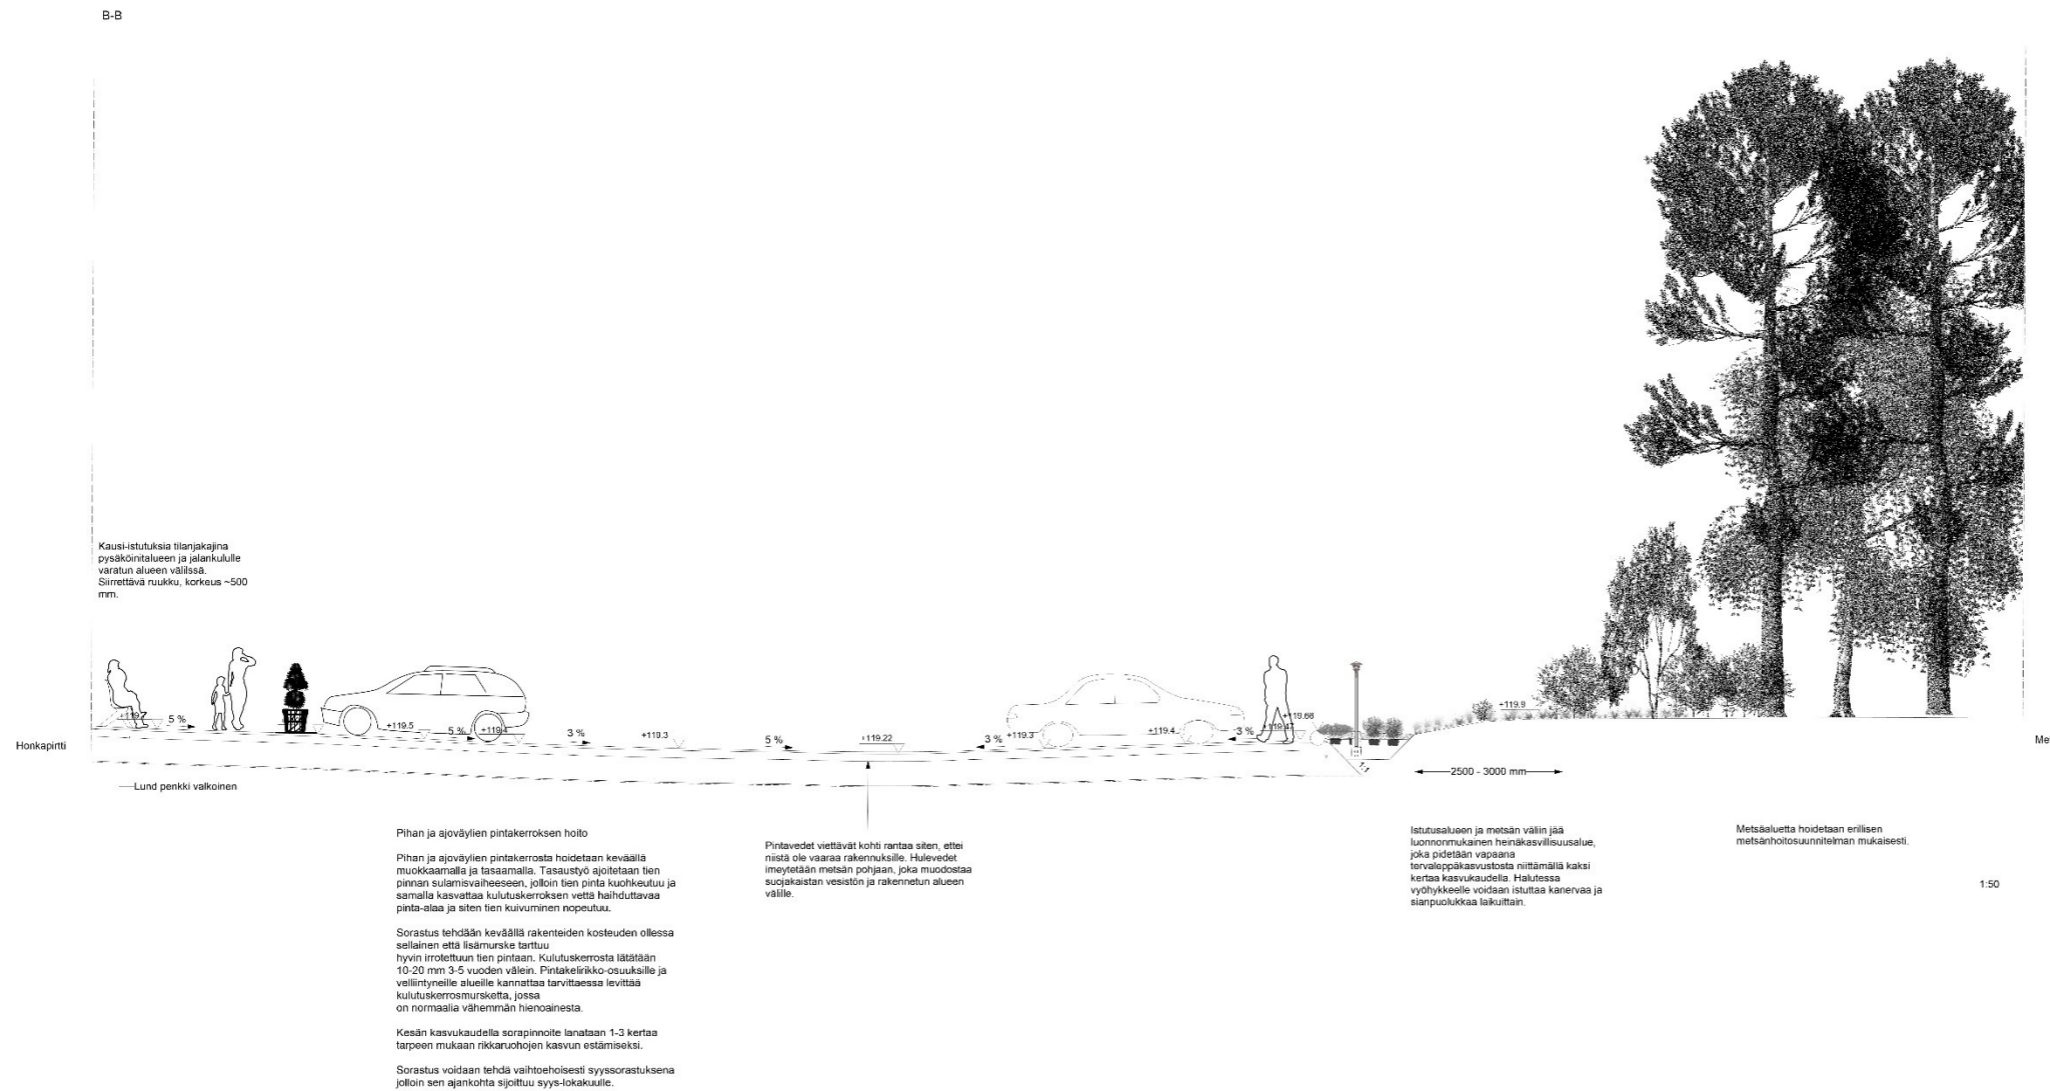 B-B
Kausi-istutuksia tilanjakajina
pysäköinitalueen ja jalankululle
varatun alueen välilssä.
Siirrettävä ruukku, korkeus ~500
mm.
Honkapirtti
5 %
+119.5
5 %
+119.4
3 %
+119.3
5 %
+119.22
3 %
+119.3
+119.4
3 %
+119.47
+119.68
1:1
+119.9
2500 - 3000 mm
Lund penkki valkoinen
Pihan ja ajoväylien pintakerroksen hoito
Pihan ja ajoväylien pintakerrosta hoidetaan keväällä
muokkaamalla ja tasaamalla. Tasaustyö ajoitetaan tien
pinnan sulamisvaiheeseen, jolloin tien pinta kuohkeutuu ja
samalla kasvattaa kulutuskerroksen vettä haihduttavaa
pinta-alaa ja siten tien kuivuminen nopeutuu.
Sorastus tehdään keväällä rakenteiden kosteuden ollessa
sellainen että lisämurske tarttuu
hyvin irrotettuun tien pintaan. Kulutuskerrosta lätätään
10-20 mm 3-5 vuoden välein. Pintakelirikko-osuuksille ja
velliintyneille alueille kannattaa tarvittaessa levittää
kulutuskerrosmursketta, jossa
on normaalia vähemmän hienoainesta.
Kesän kasvukaudella sorapinnoite lanataan 1-3 kertaa
tarpeen mukaan rikkaruohojen kasvun estämiseksi.
Sorastus voidaan tehdä vaihtoehoisesti syyssorastuksena
jolloin sen ajankohta sijoittuu syys-lokakuulle.
Pintavedet viettävät kohti rantaa siten, ettei
niistä ole vaaraa rakennuksille. Hulevedet
imeytetään metsän pohjaan, joka muodostaa
suojakaistan vesistön ja rakennetun alueen
välille.
Istutusalueen ja metsän väliin jää
luonnonmukainen heinäkasvillisuusalue,
joka pidetään vapaana
tervaleppäkasvustosta niittämällä kaksi
kertaa kasvukaudella. Halutessa
vyöhykkeelle voidaan istuttaa kanervaa ja
sianpuolukkaa laikuittain.
Metsäaluetta hoidetaan erillisen
metsänhoitosuunnitelman mukaisesti.
1:50